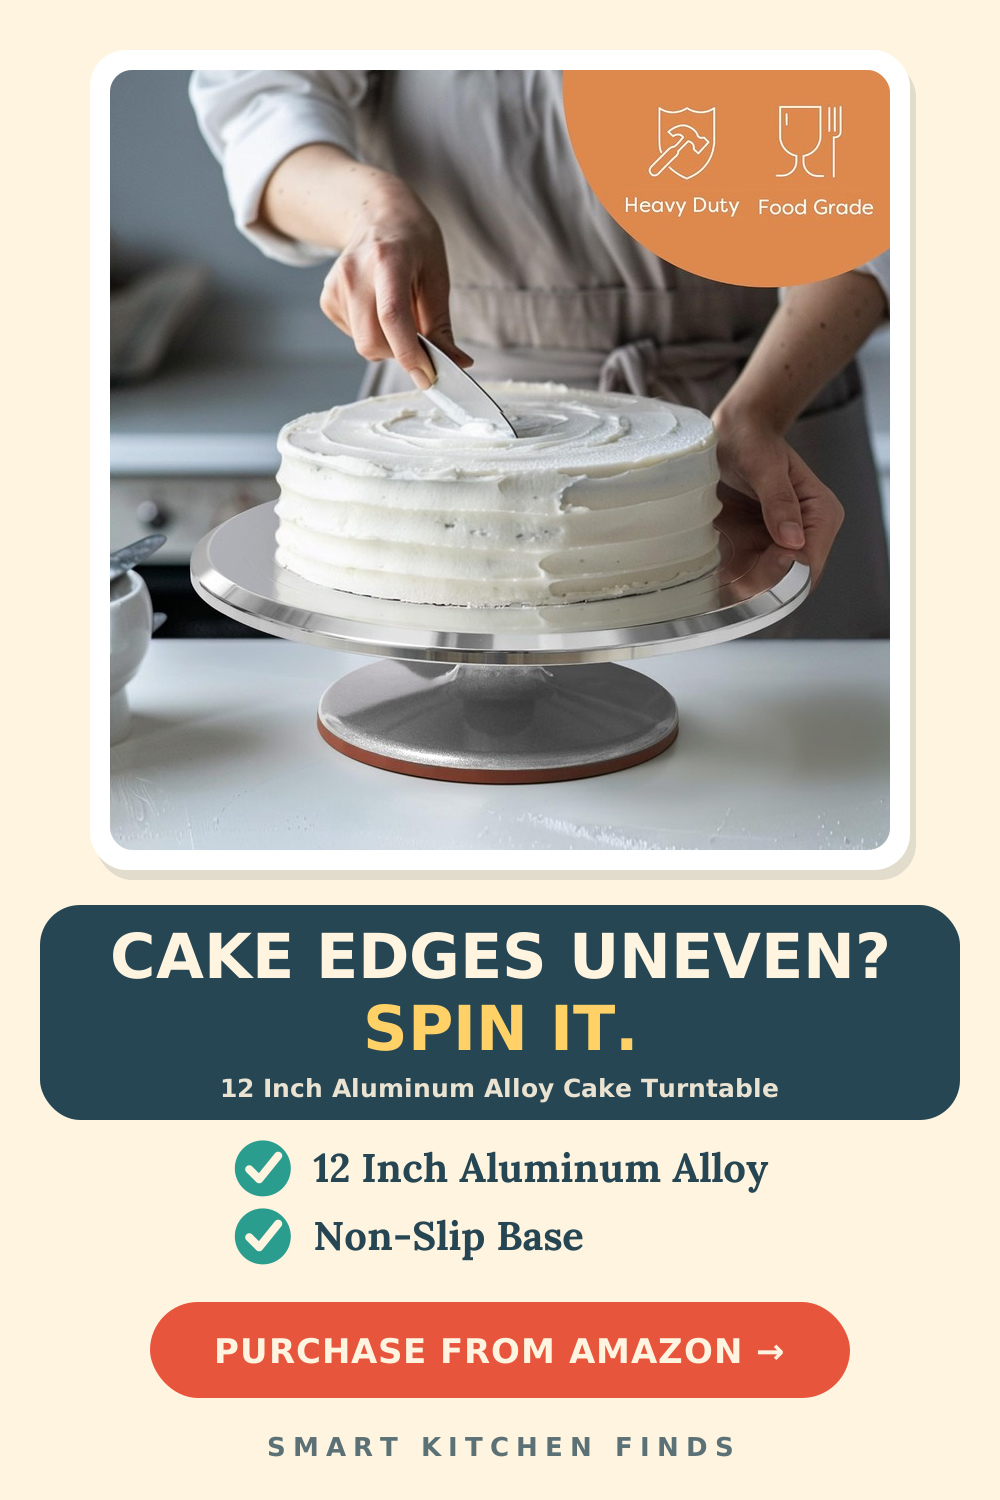 Heavy Duty
Food Grade
CAKE EDGES UNEVEN?
SPIN IT.
12 Inch Aluminum Alloy Cake Turntable
12 Inch Aluminum Alloy
Non-Slip Base
PURCHASE FROM AMAZON →
SMART KITCHEN FINDS